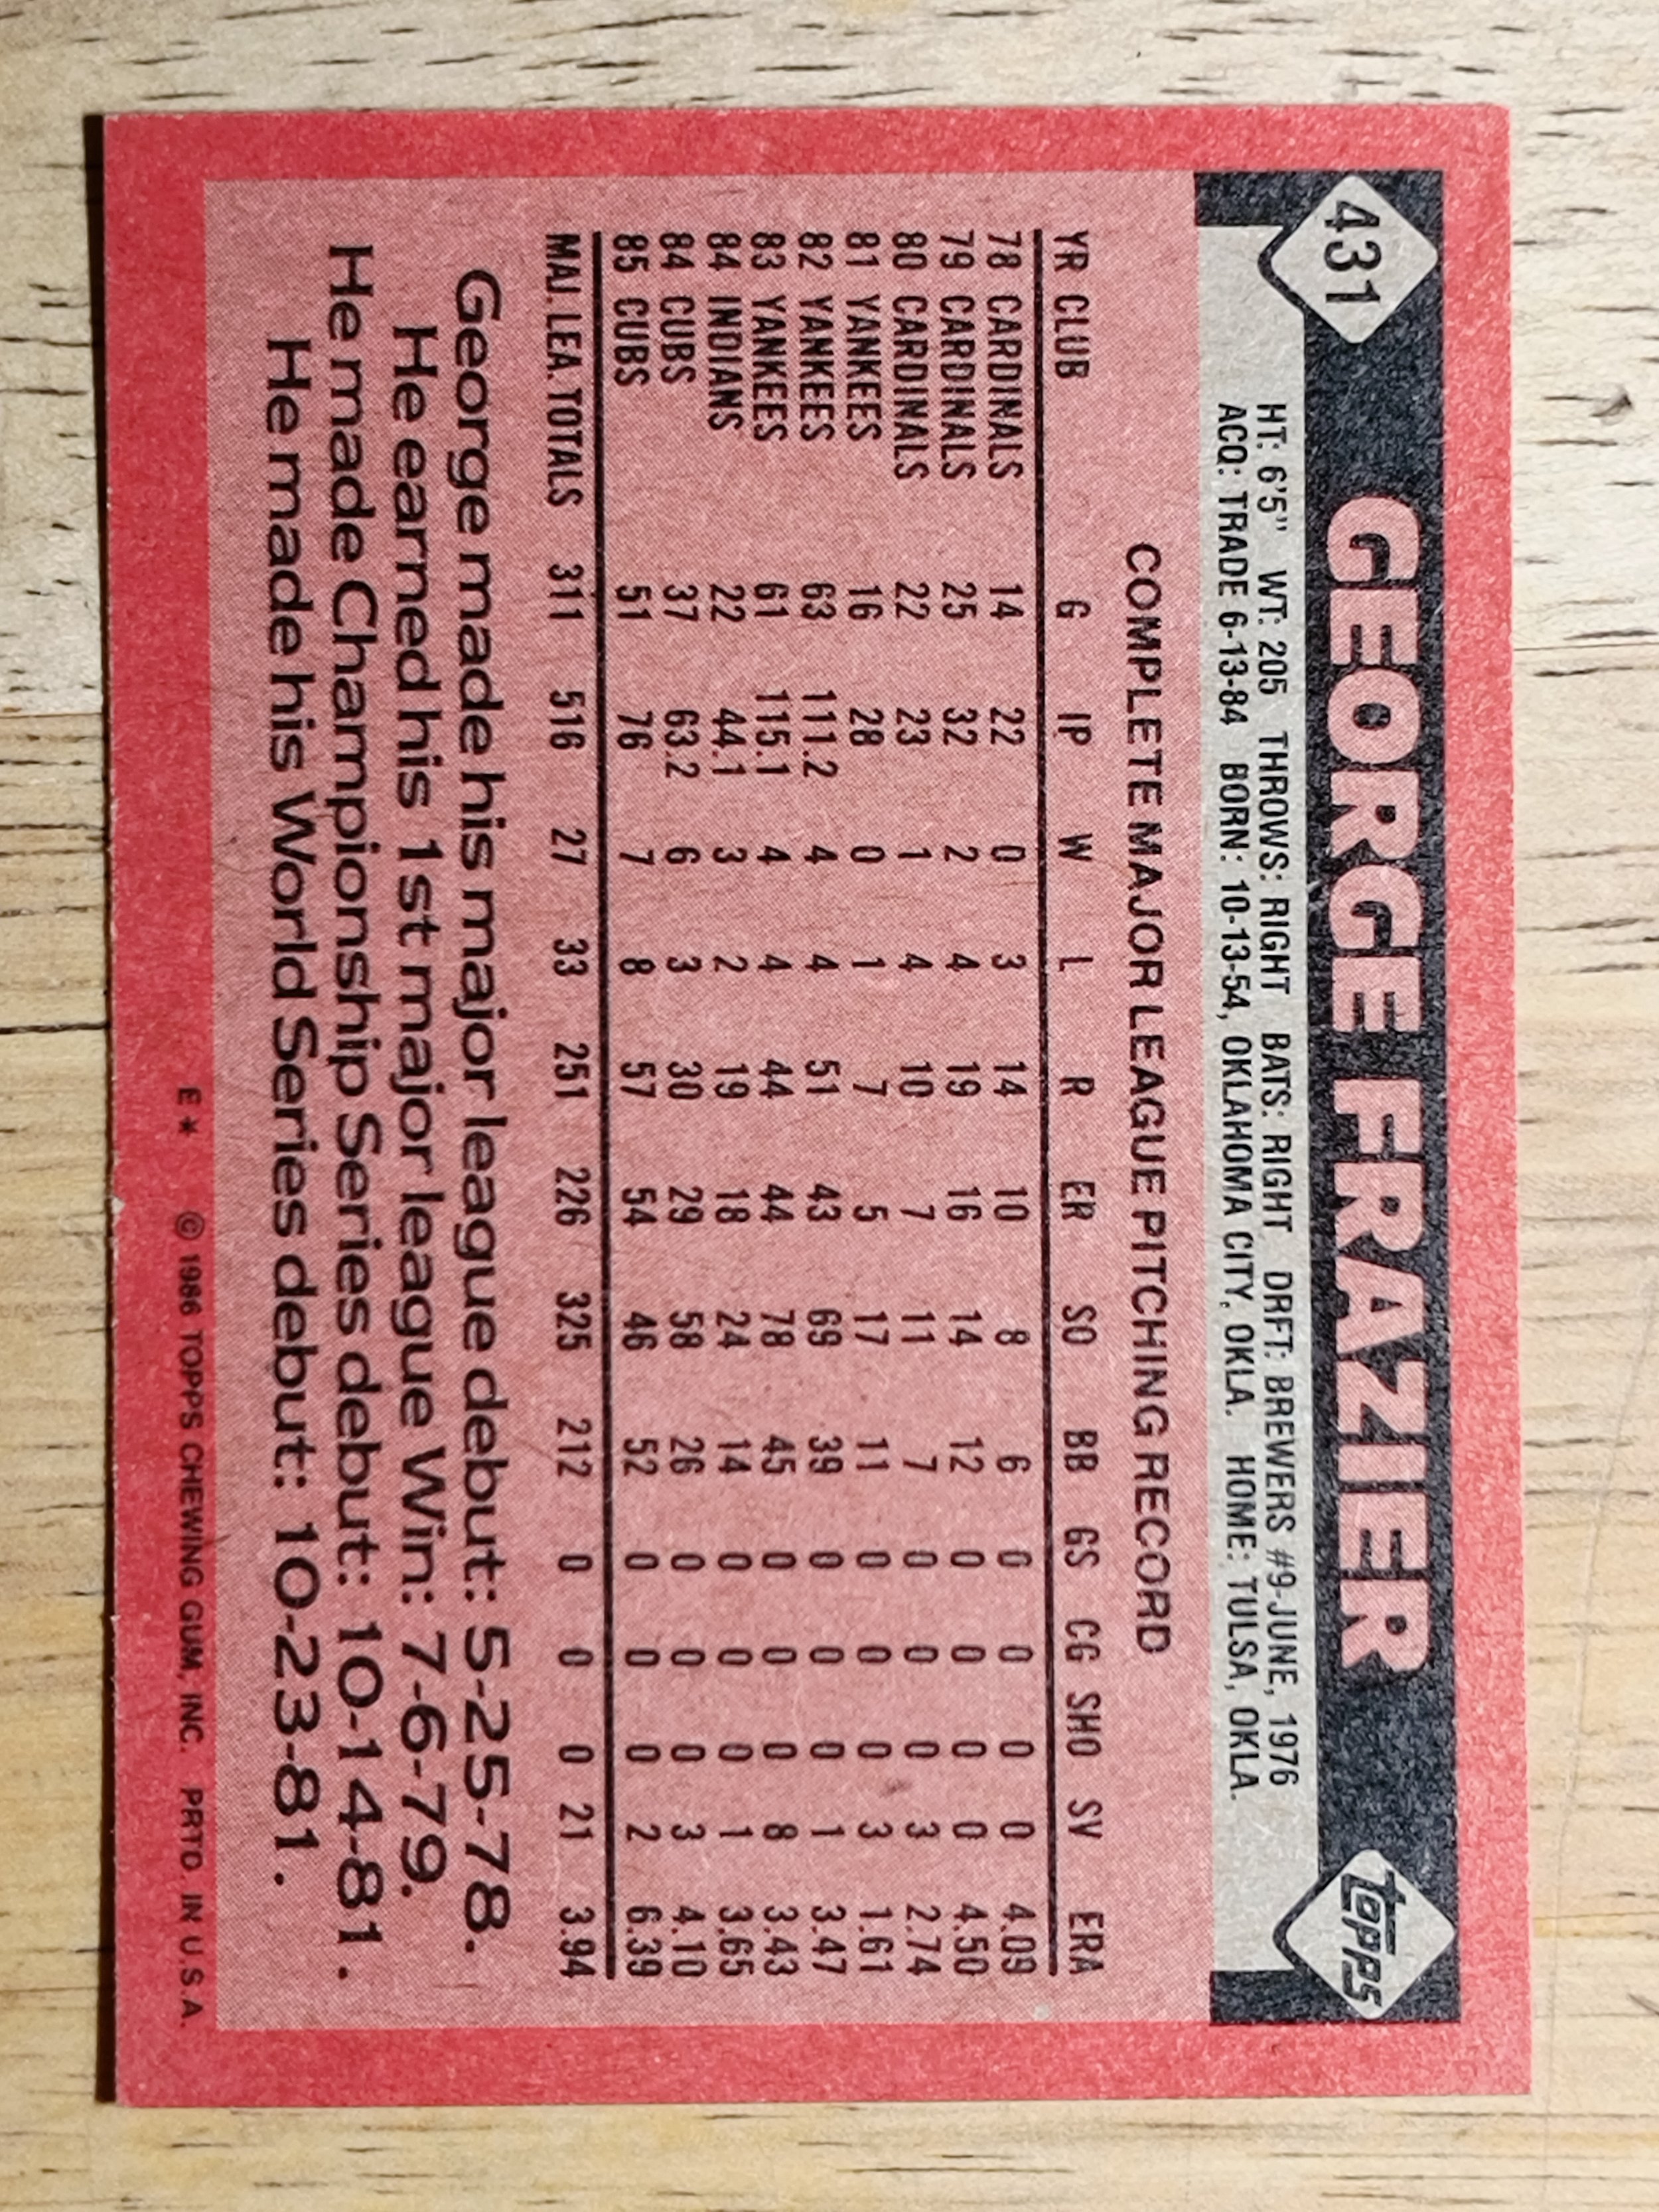 431 GEORGE FRAZIER topps
HT: 6'5" WT: 205 THROWS: RIGHT BATS: RIGHT DRFT: BREWERS #9-JUNE, 1976
ACQ: TRADE 6-13-84 BORN: 10-13-54, OKLAHOMA CITY, OKLA. HOME: TULSA, OKLA.
COMPLETE MAJOR LEAGUE PITCHING RECORD
YR CLUB G IP W L R ER SO BB GS CG SHO SV ERA
78 CARDINALS 14 22 0 3 14 10 8 6 0 0 0 0 4.09
79 CARDINALS 25 32 2 4 19 16 14 12 0 0 0 0 4.50
80 CARDINALS 22 23 1 4 10 7 11 7 0 0 0 3 2.74
81 YANKEES 16 28 0 1 7 5 17 11 0 0 0 3 1.61
82 YANKEES 63 111.2 4 4 51 43 69 39 0 0 0 1 3.47
83 YANKEES 61 115.1 4 4 44 44 78 45 0 0 0 8 3.43
84 INDIANS 22 44.1 3 2 19 18 24 14 0 0 0 1 3.65
84 CUBS 37 63.2 6 3 30 29 58 26 0 0 0 3 4.10
85 CUBS 51 76 7 8 57 54 46 52 0 0 0 2 6.39
MAJ. LEA. TOTALS 311 516 27 33 251 226 325 212 0 0 0 21 3.94
George made his major league debut: 5-25-78.
He earned his 1st major league Win: 7-6-79.
He made Championship Series debut: 10-14-81.
He made his World Series debut: 10-23-81.
E* © 1986 TOPPS CHEWING GUM, INC. PRTD. IN U.S.A.